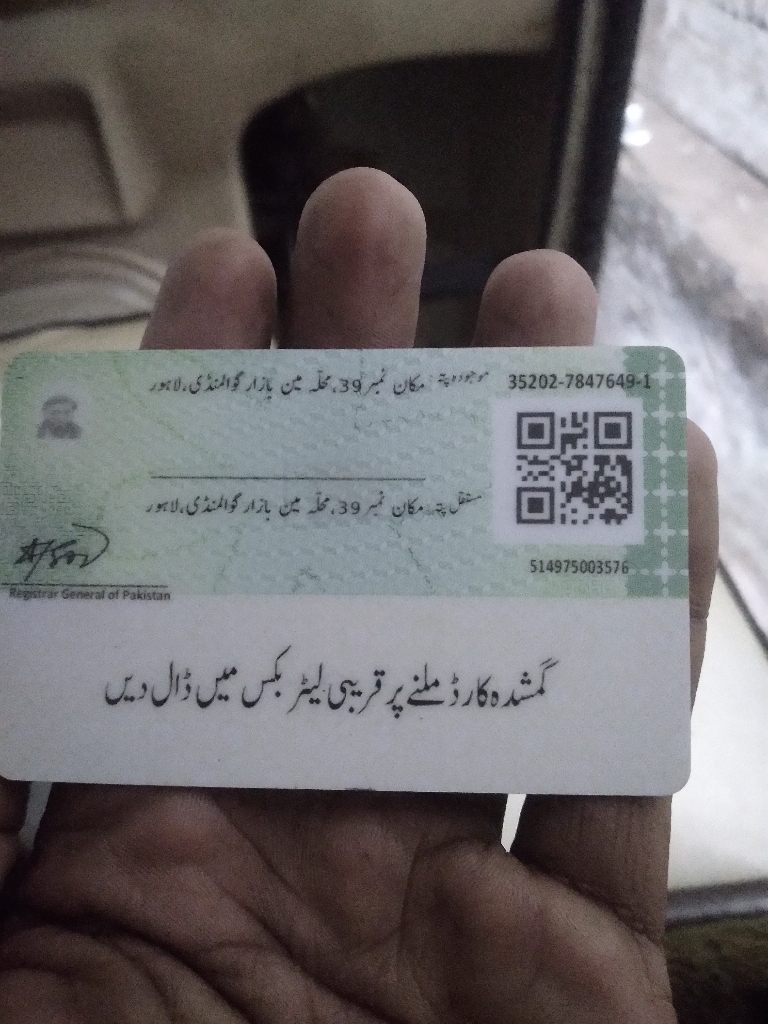 35202-7847649-1
موجودہ پتہ: مکان نمبر 39، محلہ مین بازار گوالمنڈی، لاہور
مستقل پتہ: مکان نمبر 39، محلہ مین بازار گوالمنڈی، لاہور
514975003576
Registrar General of Pakistan
گمشدہ کارڈ ملنے پر قریبی لیٹر بکس میں ڈال دیں